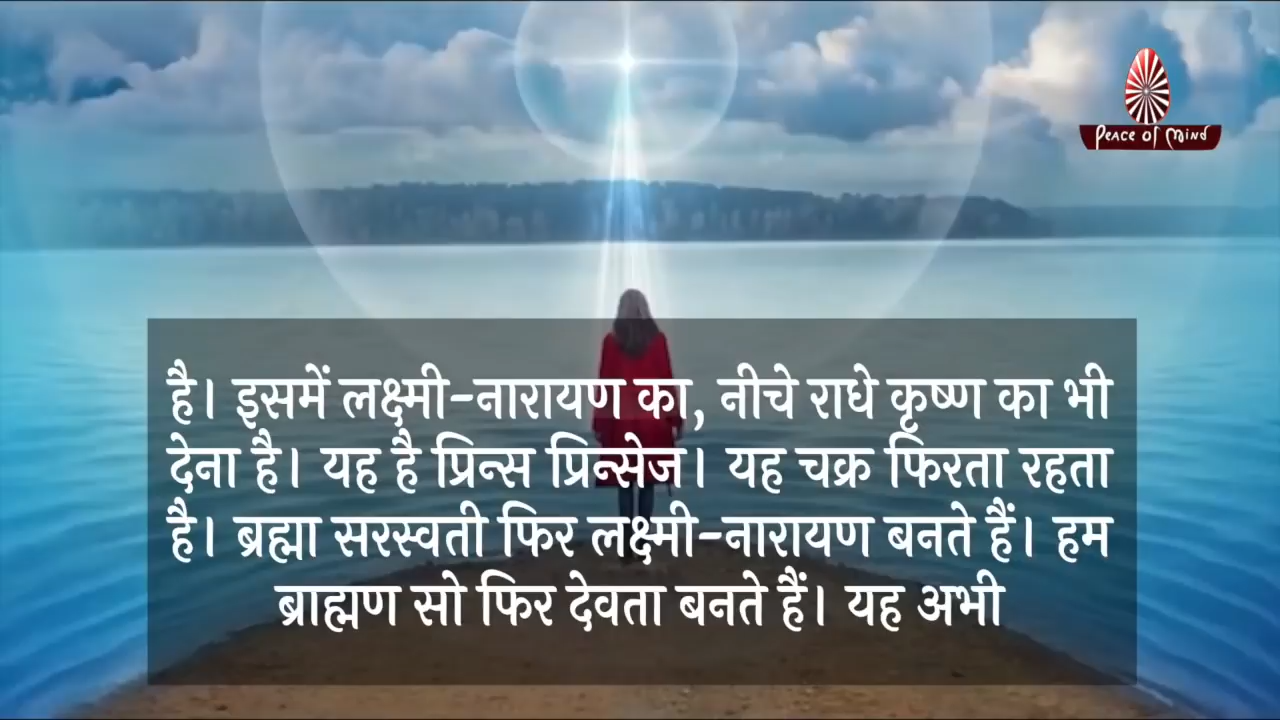 Peace of Mind
है। इसमें लक्ष्मी-नारायण का, नीचे राधे कृष्ण का भी
देना है। यह है प्रिन्स प्रिन्सेज। यह चक्र फिरता रहता
है। ब्रह्मा सरस्वती फिर लक्ष्मी-नारायण बनते हैं। हम
ब्राह्मण सो फिर देवता बनते हैं। यह अभी